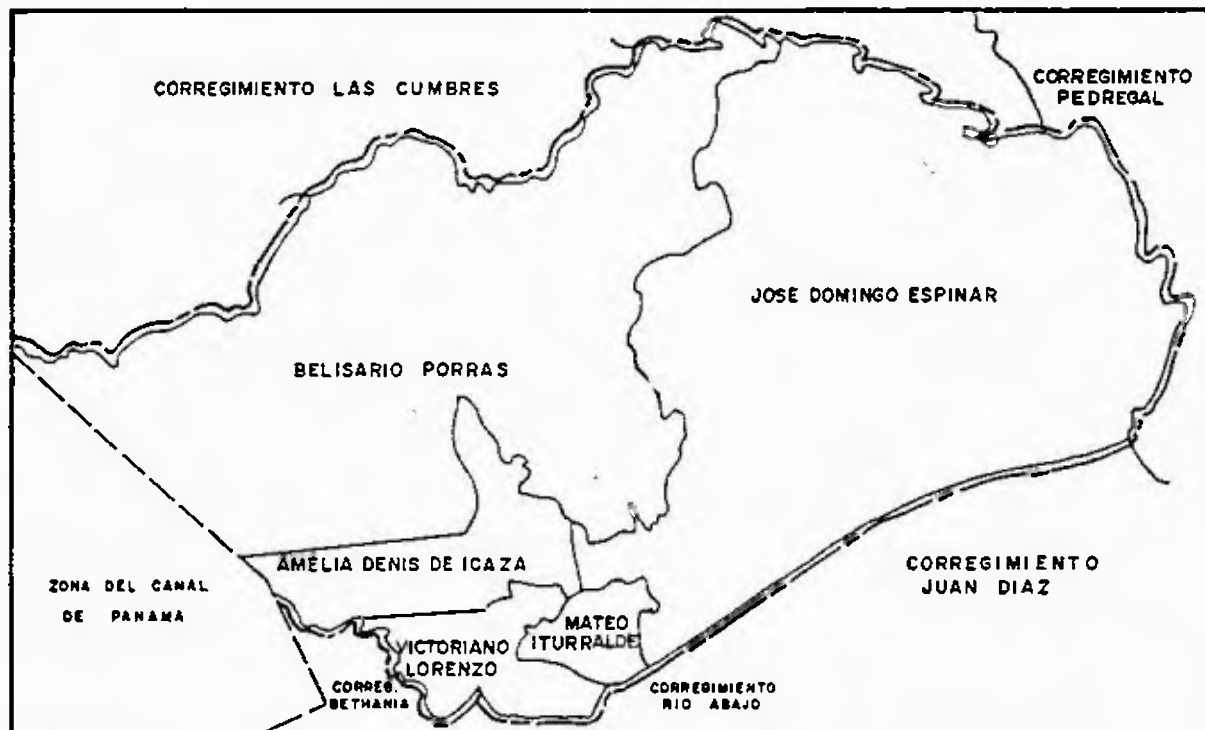 CORREGIMIENTO LAS CUMBRES
CORREGIMIENTO
PEDREGAL
JOSE DOMINGO ESPINAR
BELISARIO PORRAS
AMELIA DENIS DE ICAZA
ZONA DEL CANAL
DE PANAMA
CORREGIMIENTO
JUAN DIAZ
MATEO
ITURRALDE
VICTORIANO
LORENZO
CORREG.
BETHANIA
CORREGIMIENTO
RIO ABAJO